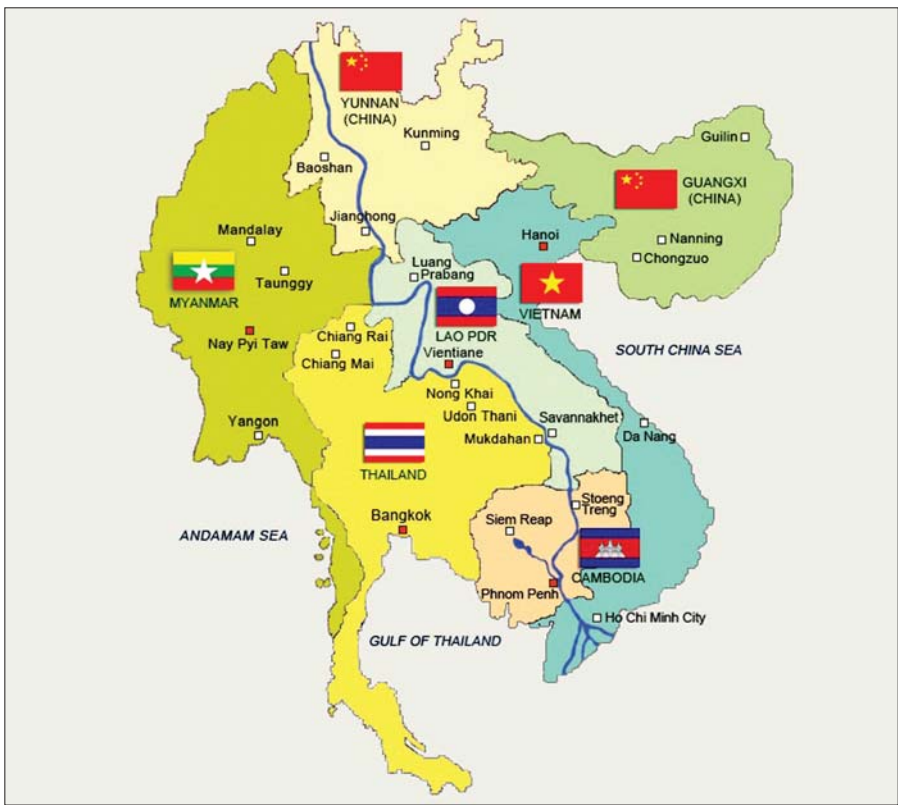 YUNNAN
(CHINA)
Kunming
Guilin
Baoshan
GUANGXI
(CHINA)
Jianghong
Mandalay
Hanoi
Nanning
Chongzuo
Luang
Prabang
Taunggy
MYANMAR
VIETNAM
Chiang Rai
LAO PDR
Nay Pyi Taw
Vientiane
SOUTH CHINA SEA
Chiang Mai
Nong Khai
Udon Thani
Yangon
Savannakhet
Mukdahan
Da Nang
THAILAND
Stoeng
Treng
Bangkok
Siem Reap
ANDAMAM SEA
CAMBODIA
Phnom Penh
Ho Chi Minh City
GULF OF THAILAND